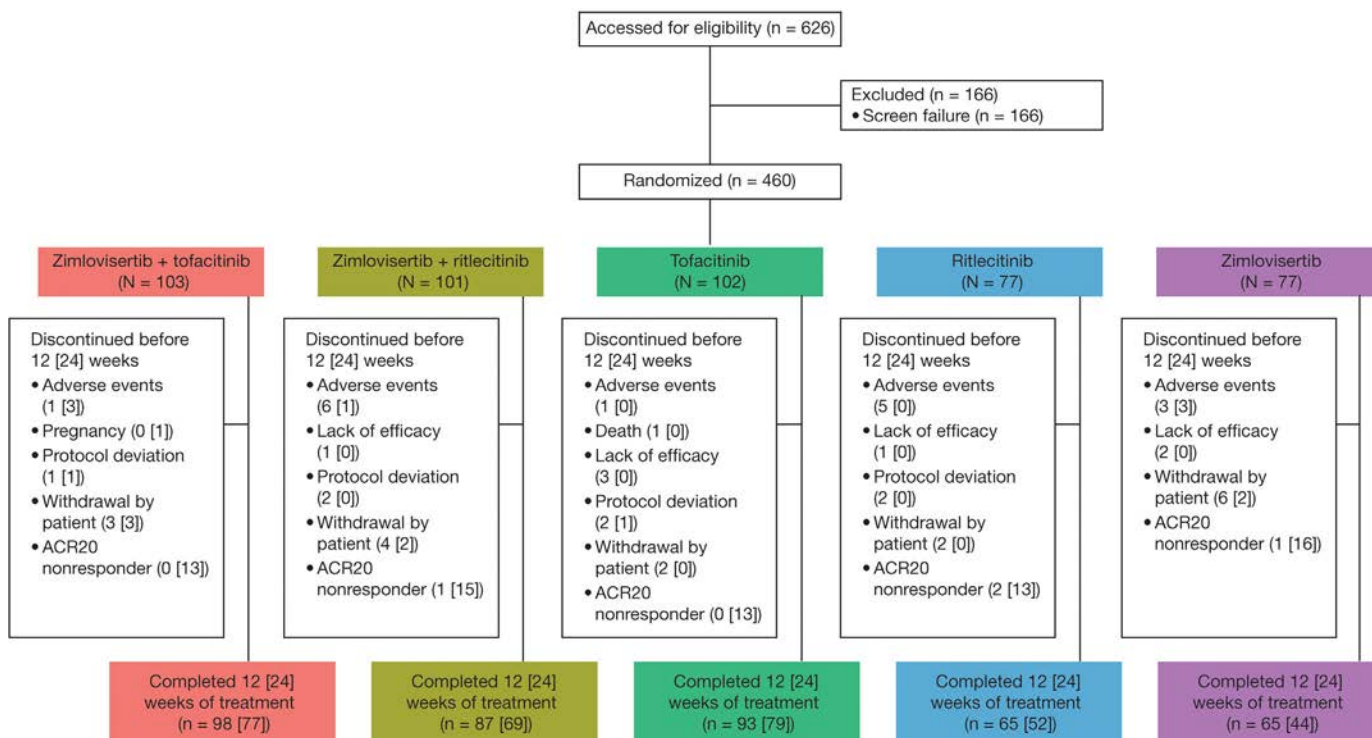 Accessed for eligibility (n = 626)
Excluded (n = 166)
• Screen failure (n = 166)
Randomized (n = 460)
Zimlovisertib + tofacitinib
(N = 103)
Discontinued before
12 [24] weeks
• Adverse events
(1 [3])
• Pregnancy (0 [1])
• Protocol deviation
(1 [1])
• Withdrawal by
patient (3 [3])
• ACR20
nonresponder (0 [13])
Completed 12 [24]
weeks of treatment
(n = 98 [77])
Zimlovisertib + ritlecitinib
(N = 101)
Discontinued before
12 [24] weeks
• Adverse events
(6 [1])
• Lack of efficacy
(1 [0])
• Protocol deviation
(2 [0])
• Withdrawal by
patient (4 [2])
• ACR20
nonresponder (1 [15])
Completed 12 [24]
weeks of treatment
(n = 87 [69])
Tofacitinib
(N = 102)
Discontinued before
12 [24] weeks
• Adverse events
(1 [0])
• Death (1 [0])
• Lack of efficacy
(3 [0])
• Protocol deviation
(2 [1])
• Withdrawal by
patient (2 [0])
• ACR20
nonresponder (0 [13])
Completed 12 [24]
weeks of treatment
(n = 93 [79])
Ritlecitinib
(N = 77)
Discontinued before
12 [24] weeks
• Adverse events
(5 [0])
• Lack of efficacy
(1 [0])
• Protocol deviation
(2 [0])
• Withdrawal by
patient (2 [0])
• ACR20
nonresponder (2 [13])
Completed 12 [24]
weeks of treatment
(n = 65 [52])
Zimlovisertib
(N = 77)
Discontinued before
12 [24] weeks
• Adverse events
(3 [3])
• Lack of efficacy
(2 [0])
• Withdrawal by
patient (6 [2])
• ACR20
nonresponder (1 [16])
Completed 12 [24]
weeks of treatment
(n = 65 [44])